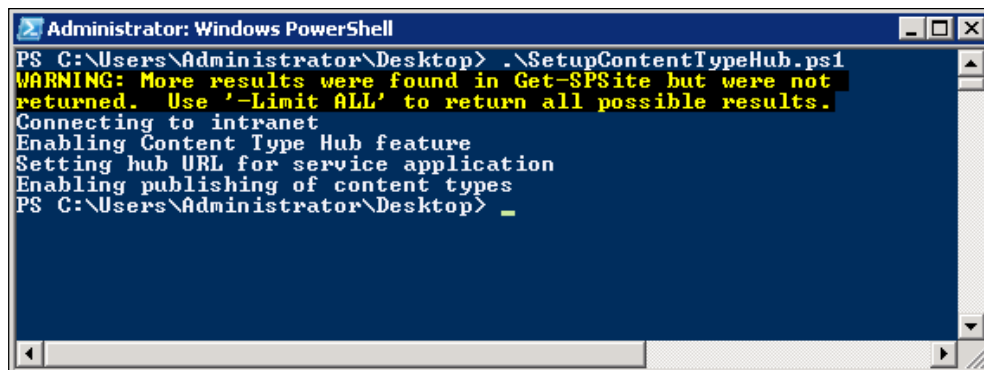 Administrator: Windows PowerShell
PS C:\Users\Administrator\Desktop> .\SetupContentTypeHub.ps1
WARNING: More results were found in Get-SPSite but were not
returned.  Use '-Limit ALL' to return all possible results.
Connecting to intranet
Enabling Content Type Hub feature
Setting hub URL for service application
Enabling publishing of content types
PS C:\Users\Administrator\Desktop> _